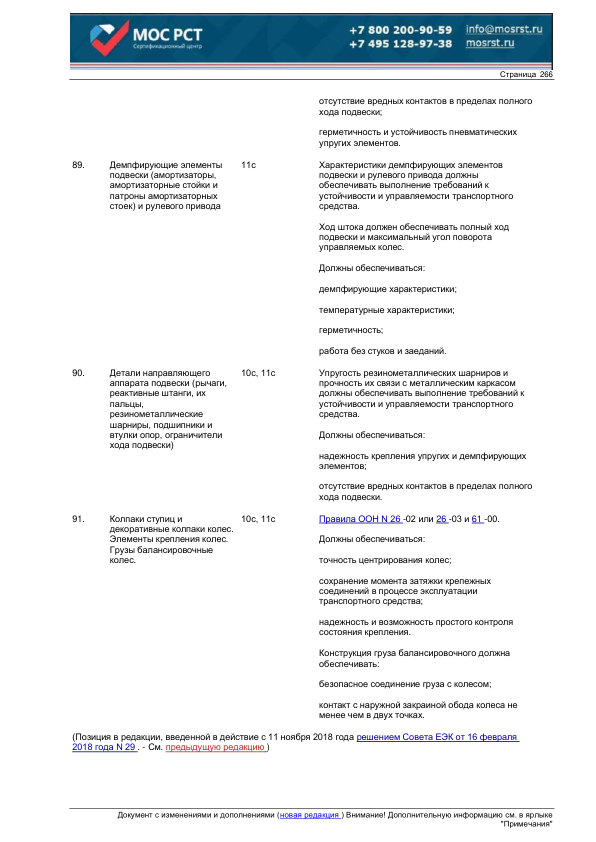 МОС РСТ
Сертификационный центр
+7 800 200-90-59 info@mosrst.ru
+7 495 128-97-38 mosrst.ru
Страница 266
отсутствие вредных контактов в пределах полного
хода подвески;
герметичность и устойчивость пневматических
упругих элементов.
89. Демпфирующие элементы
подвески (амортизаторы,
амортизаторные стойки и
патроны амортизаторных
стоек) и рулевого привода
11с
Характеристики демпфирующих элементов
подвески и рулевого привода должны
обеспечивать выполнение требований к
устойчивости и управляемости транспортного
средства.
Ход штока должен обеспечивать полный ход
подвески и максимальный угол поворота
управляемых колес.
Должны обеспечиваться:
демпфирующие характеристики;
температурные характеристики;
герметичность;
работа без стуков и заеданий.
90. Детали направляющего
аппарата подвески (рычаги,
реактивные штанги, их
пальцы,
резинометаллические
шарниры, подшипники и
втулки опор, ограничители
хода подвески)
10с, 11с
Упругость резинометаллических шарниров и
прочность их связи с металлическим каркасом
должны обеспечивать выполнение требований к
устойчивости и управляемости транспортного
средства.
Должны обеспечиваться:
надежность крепления упругих и демпфирующих
элементов;
отсутствие вредных контактов в пределах полного
хода подвески.
91. Колпаки ступиц и
декоративные колпаки колес.
Элементы крепления колес.
Грузы балансировочные
колес.
10с, 11с
Правила ООН N 26 -02 или 26 -03 и 61 -00.
Должны обеспечиваться:
точность центрирования колес;
сохранение момента затяжки крепежных
соединений в процессе эксплуатации
транспортного средства;
надежность и возможность простого контроля
состояния крепления.
Конструкция груза балансировочного должна
обеспечивать:
безопасное соединение груза с колесом;
контакт с наружной закраиной обода колеса не
менее чем в двух точках.
(Позиция в редакции, введенной в действие с 11 ноября 2018 года решением Совета ЕЭК от 16 февраля
2018 года N 29 . - См. предыдущую редакцию )
Документ с изменениями и дополнениями (новая редакция ) Внимание! Дополнительную информацию см. в ярлыке
"Примечания"